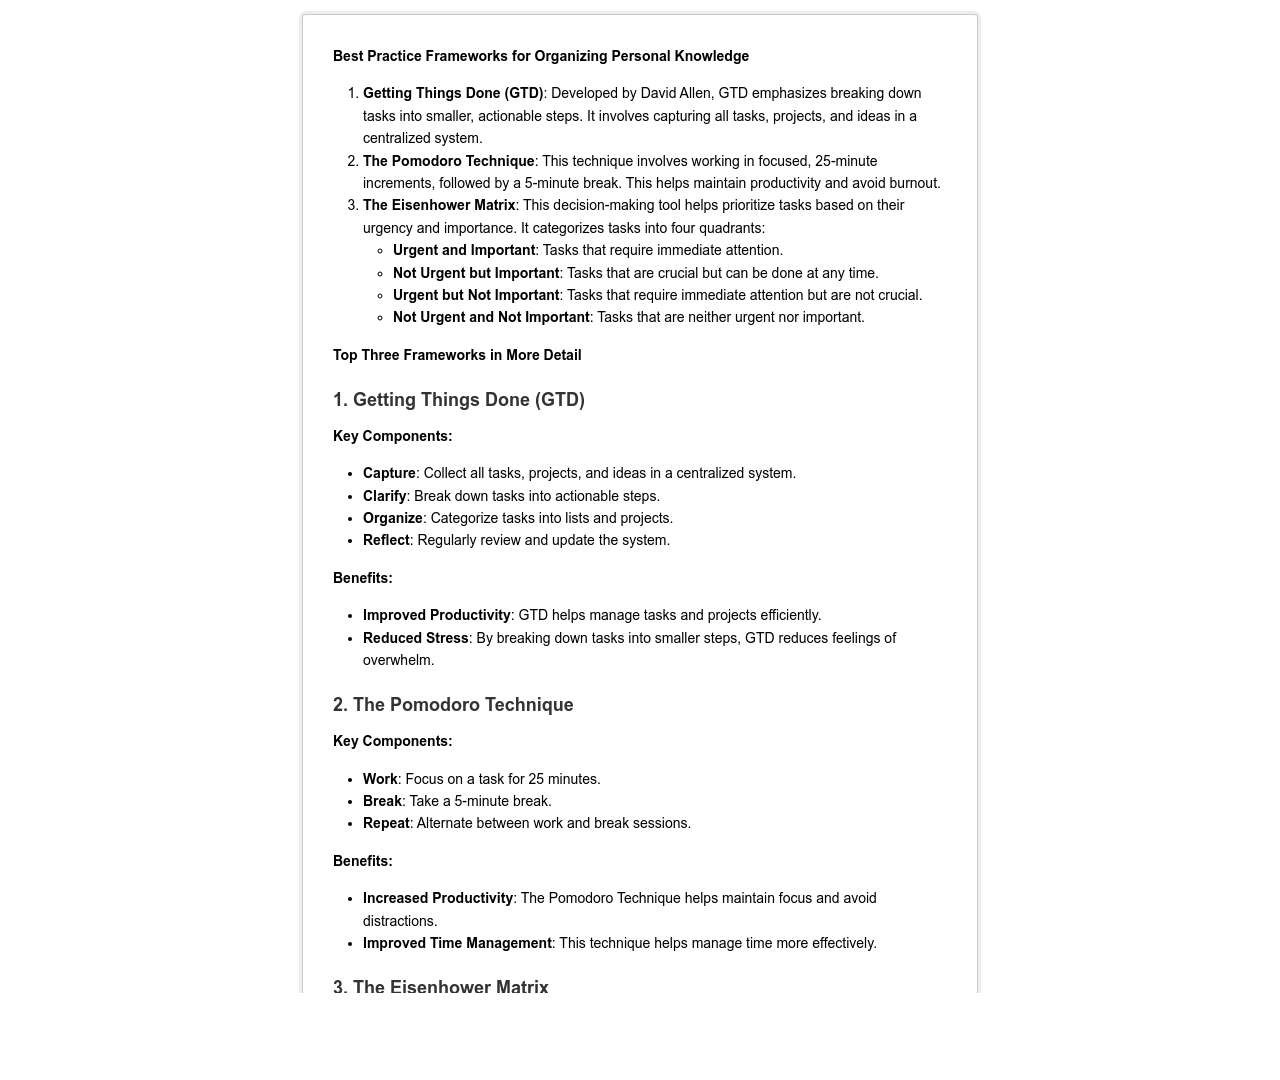 Best Practice Frameworks for Organizing Personal Knowledge
1. Getting Things Done (GTD): Developed by David Allen, GTD emphasizes breaking down
tasks into smaller, actionable steps. It involves capturing all tasks, projects, and ideas in a
centralized system.
2. The Pomodoro Technique: This technique involves working in focused, 25-minute
increments, followed by a 5-minute break. This helps maintain productivity and avoid burnout.
3. The Eisenhower Matrix: This decision-making tool helps prioritize tasks based on their
urgency and importance. It categorizes tasks into four quadrants:
Urgent and Important: Tasks that require immediate attention.
Not Urgent but Important: Tasks that are crucial but can be done at any time.
Urgent but Not Important: Tasks that require immediate attention but are not crucial.
Not Urgent and Not Important: Tasks that are neither urgent nor important.
Top Three Frameworks in More Detail
1. Getting Things Done (GTD)
Key Components:
Capture: Collect all tasks, projects, and ideas in a centralized system.
Clarify: Break down tasks into actionable steps.
Organize: Categorize tasks into lists and projects.
Reflect: Regularly review and update the system.
Benefits:
Improved Productivity: GTD helps manage tasks and projects efficiently.
Reduced Stress: By breaking down tasks into smaller steps, GTD reduces feelings of
overwhelm.
2. The Pomodoro Technique
Key Components:
Work: Focus on a task for 25 minutes.
Break: Take a 5-minute break.
Repeat: Alternate between work and break sessions.
Benefits:
Increased Productivity: The Pomodoro Technique helps maintain focus and avoid
distractions.
Improved Time Management: This technique helps manage time more effectively.
3. The Eisenhower Matrix